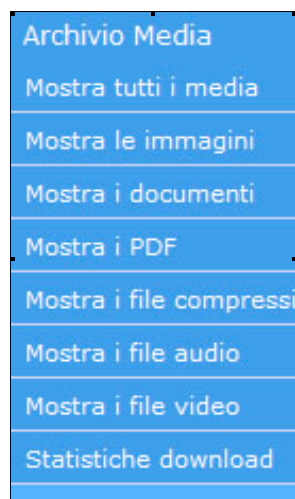 Archivio Media
Mostra tutti i media
Mostra le immagini
Mostra i documenti
Mostra i PDF
Mostra i file compressi
Mostra i file audio
Mostra i file video
Statistiche download